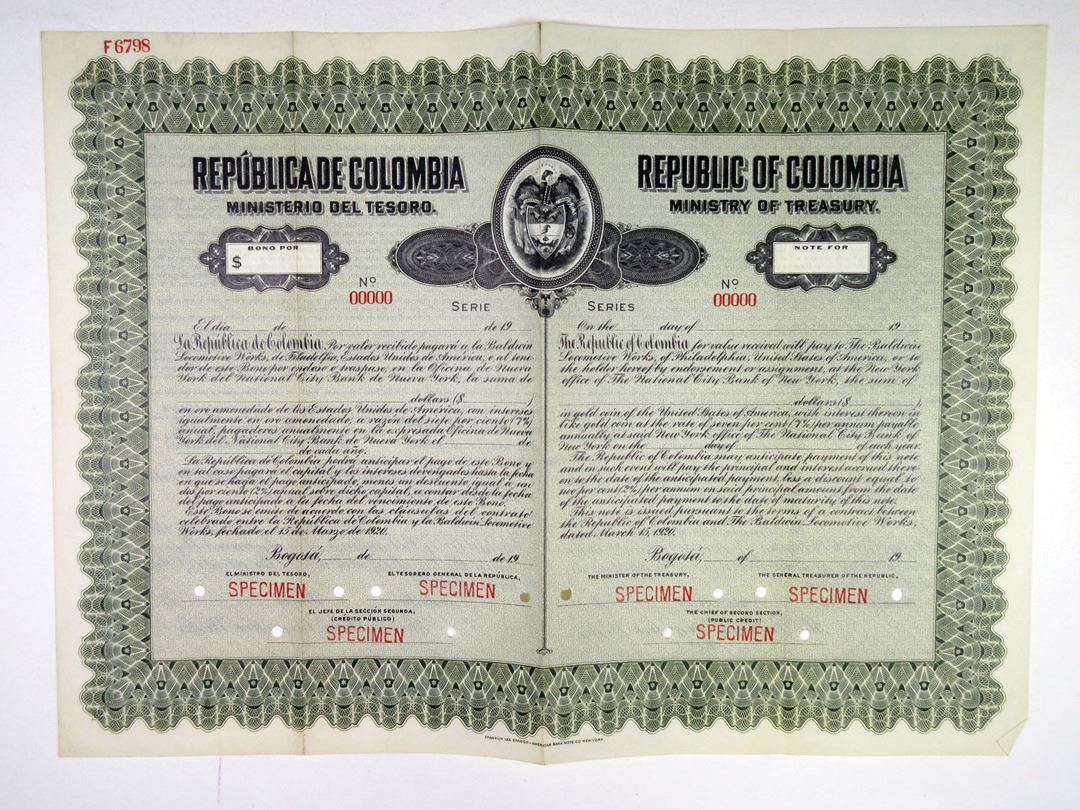 F 6798
REPÚBLICA DE COLOMBIA
MINISTERIO DEL TESORO.
BONO POR
$
Nº
00000
SERIE
El día de de 19
La República de Colombia, Por valor recibido pagará a la Baldwin
Locomotive Works, de Filadelfia, Estados Unidos de América, o al tene-
dor de este Bono por endoso o traspaso, en la Oficina de Nueva
York del National City Bank de Nueva York, la suma de
dollars ($ ),
en oro amonedado de los Estados Unidos de América, con intereses
igualmente en oro amonedado, a razón del siete por ciento (7%)
anual, pagaderos anualmente en la expresada Oficina de Nueva
York del National City Bank de Nueva York el de
de cada año.
La República de Colombia podrá anticipar el pago de este Bono y
en tal caso pagará el capital y los intereses devengados hasta la fecha
en que se haga el pago anticipado, menos un descuento igual a un
dos por ciento (2%) anual sobre dicho capital, a contar desde la fecha
del pago anticipado a la fecha del vencimiento de este Bono.
Este Bono se emite de acuerdo con las cláusulas del contrato
celebrado entre la República de Colombia y la Baldwin Locomotive
Works, fechado el 15 de Marzo de 1920.
Bogotá, de de 19
EL MINISTRO DEL TESORO,
EL TESORERO GENERAL DE LA REPÚBLICA,
SPECIMEN
SPECIMEN
EL JEFE DE LA SECCIÓN SEGUNDA,
(CRÉDITO PÚBLICO)
SPECIMEN
REPUBLIC OF COLOMBIA
MINISTRY OF TREASURY.
NOTE FOR
Nº
00000
SERIES
On the day of 19
The Republic of Colombia for value received will pay to The Baldwin
Locomotive Works, of Philadelphia, United States of America, or to
the holder hereof by endorsement or assignment, at the New York
office of The National City Bank of New York, the sum of
dollars ($ ),
in gold coin of the United States of America, with interest thereon in
like gold coin at the rate of seven per cent (7%) per annum payable
annually at said New York office of The National City Bank of
New York on the day of of each year.
The Republic of Colombia may anticipate payment of this note
and in such event will pay the principal and interest accrued there-
on to the date of the anticipated payment, less a discount equal to
two per cent (2%) per annum on said principal amount from the date
of the anticipated payment to the date of maturity of this note.
This note is issued pursuant to the terms of a contract between
the Republic of Colombia and The Baldwin Locomotive Works,
dated March 15, 1920.
Bogotá, of 19
THE MINISTER OF THE TREASURY,
THE GENERAL TREASURER OF THE REPUBLIC,
SPECIMEN
SPECIMEN
THE CHIEF OF SECOND SECTION,
(PUBLIC CREDIT)
SPECIMEN
AMERICAN BANK NOTE CO NEW YORK